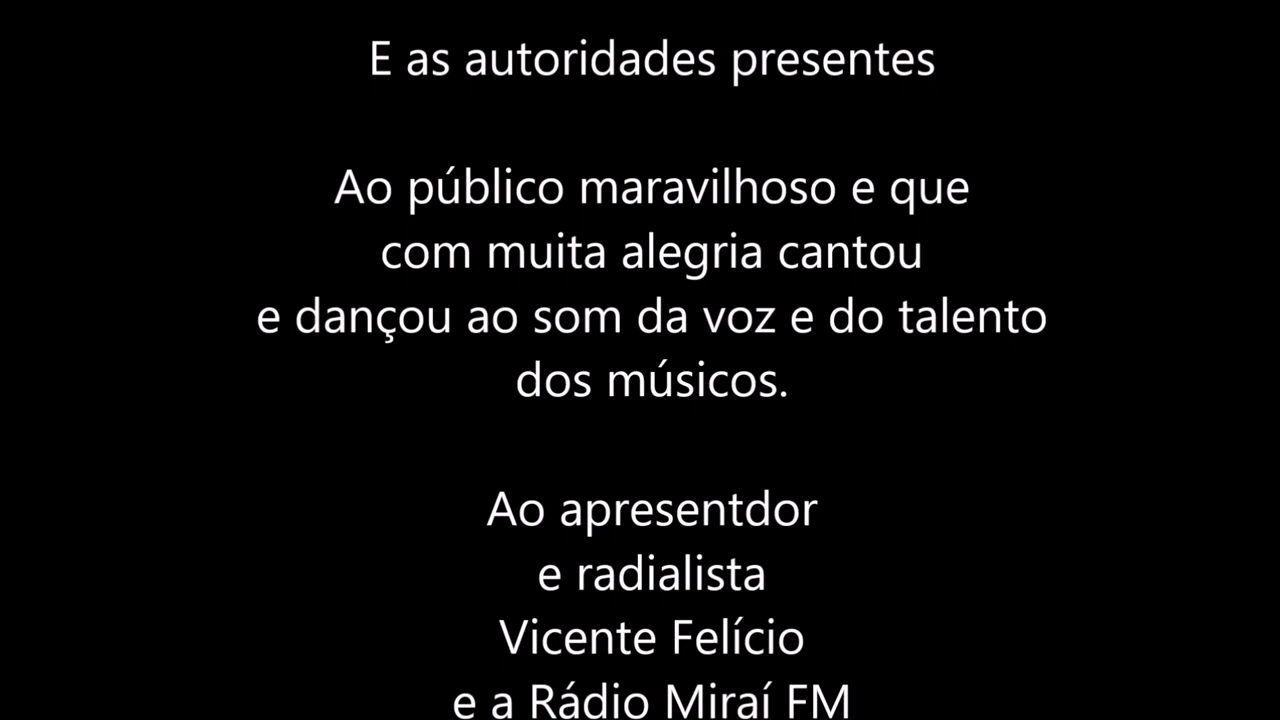 E as autoridades presentes
Ao público maravilhoso e que
com muita alegria cantou
e dançou ao som da voz e do talento
dos músicos.
Ao apresentdor
e radialista
Vicente Felício
e a Rádio Miraí FM